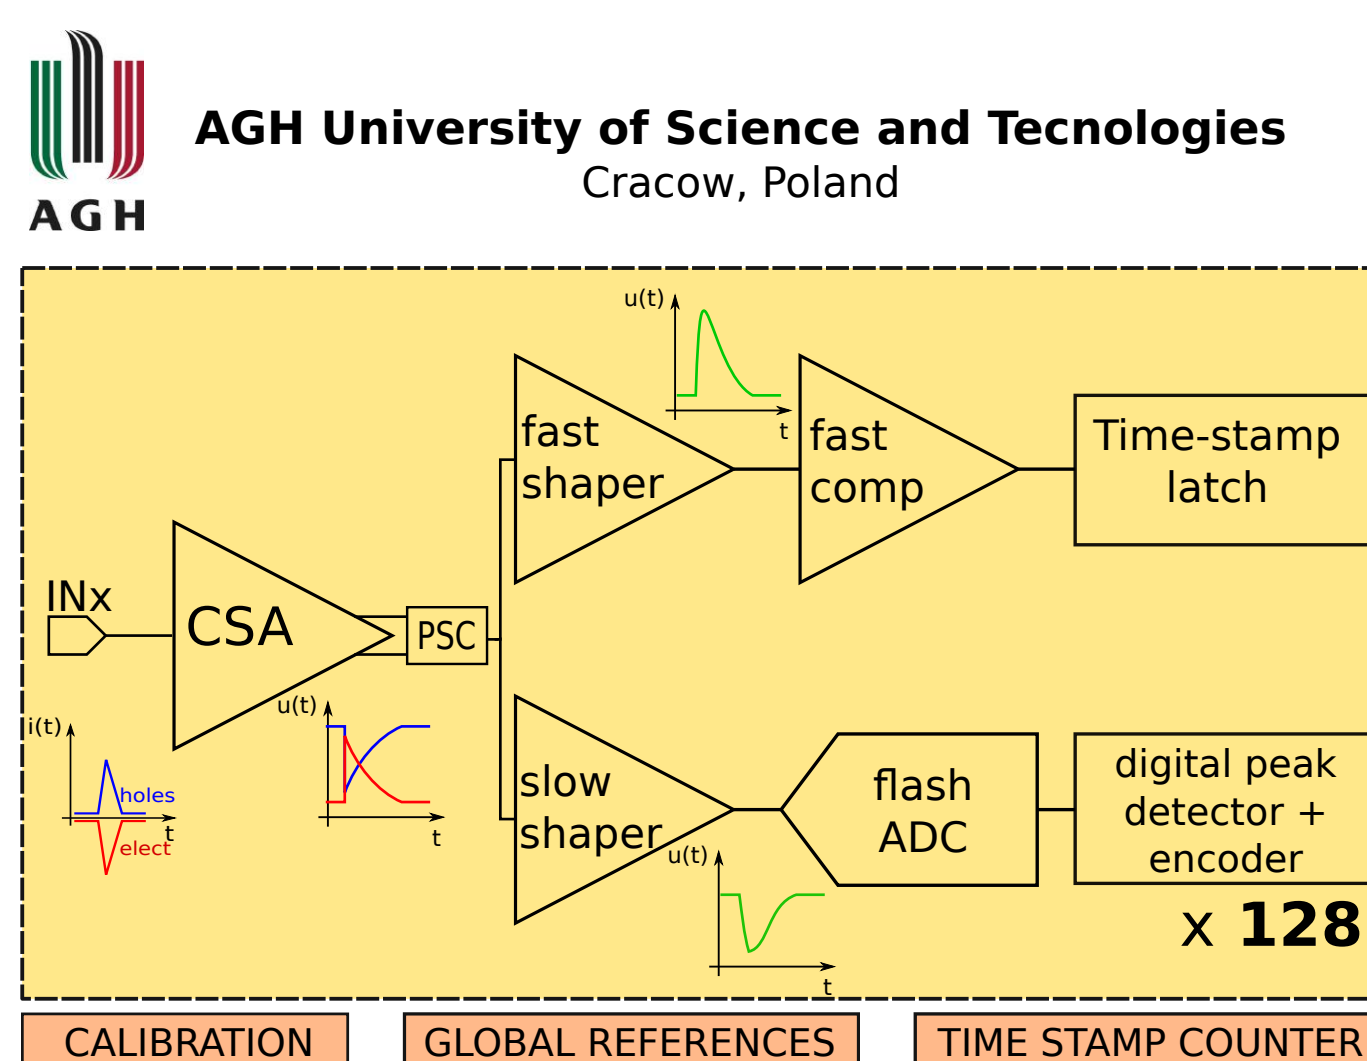 AGH University of Science and Tecnologies
Cracow, Poland
AGH
u(t)
t
fast
shaper
fast
comp
Time-stamp
latch
INx
CSA
PSC
i(t)
holes
t
elect
u(t)
t
slow
shaper
u(t)
t
flash
ADC
digital peak
detector +
encoder
x 128
CALIBRATION
GLOBAL REFERENCES
TIME STAMP COUNTER